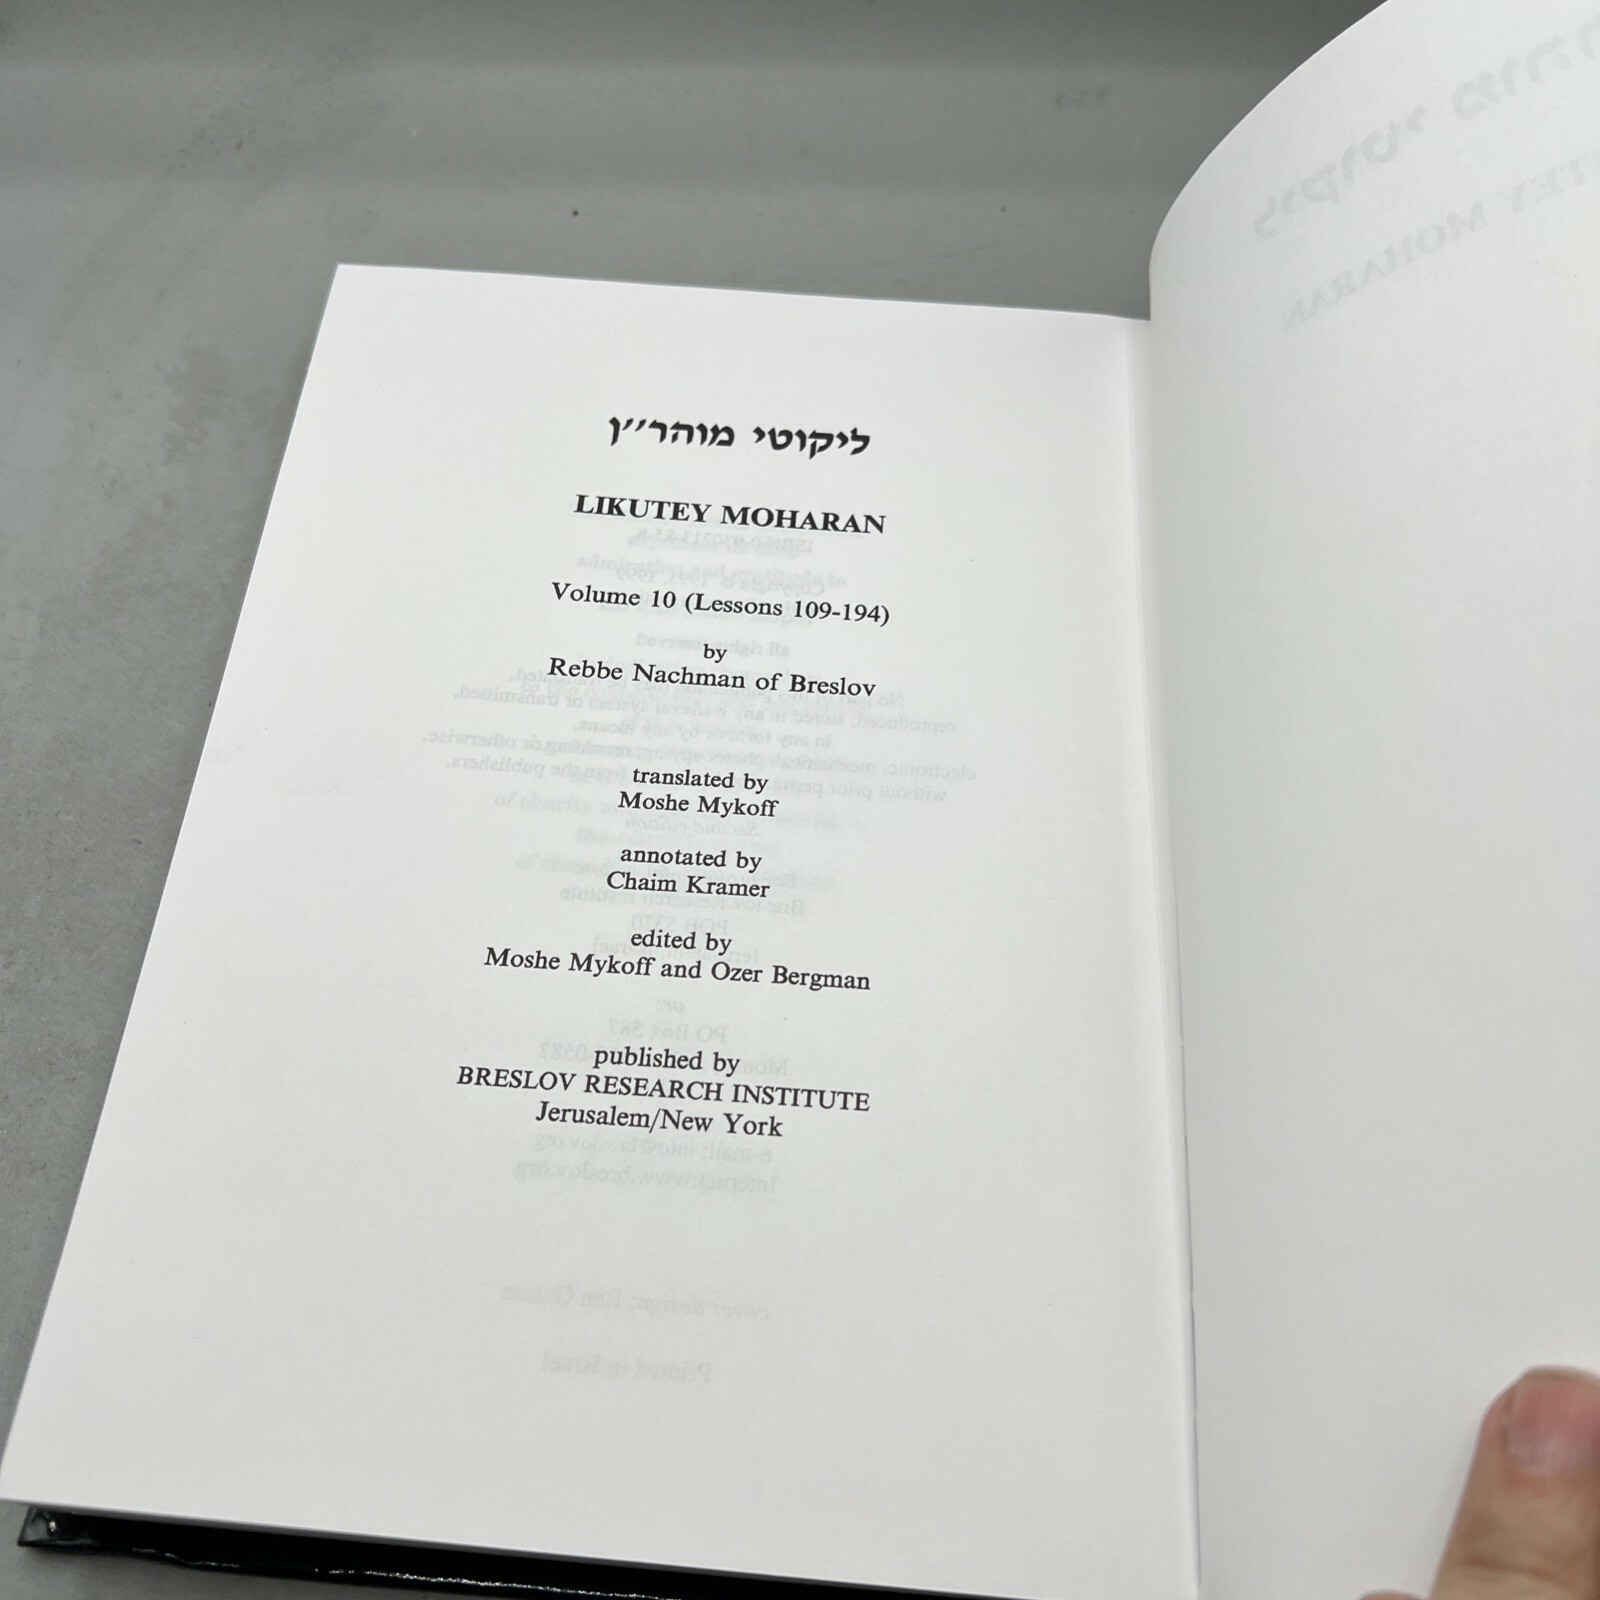 ליקוטי מוהר''ן
LIKUTEY MOHARAN
Volume 10 (Lessons 109-194)
by
Rebbe Nachman of Breslov
translated by
Moshe Mykoff
annotated by
Chaim Kramer
edited by
Moshe Mykoff and Ozer Bergman
published by
BRESLOV RESEARCH INSTITUTE
Jerusalem/New York